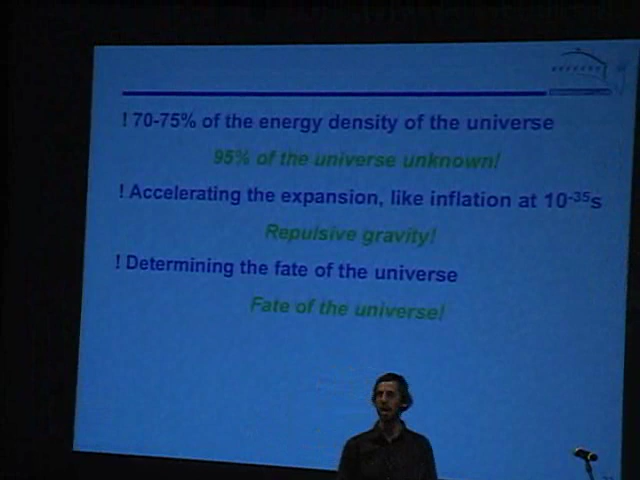 ! 70-75% of the energy density of the universe
95% of the universe unknown!
! Accelerating the expansion, like inflation at 10⁻³⁵s
Repulsive gravity!
! Determining the fate of the universe
Fate of the universe!